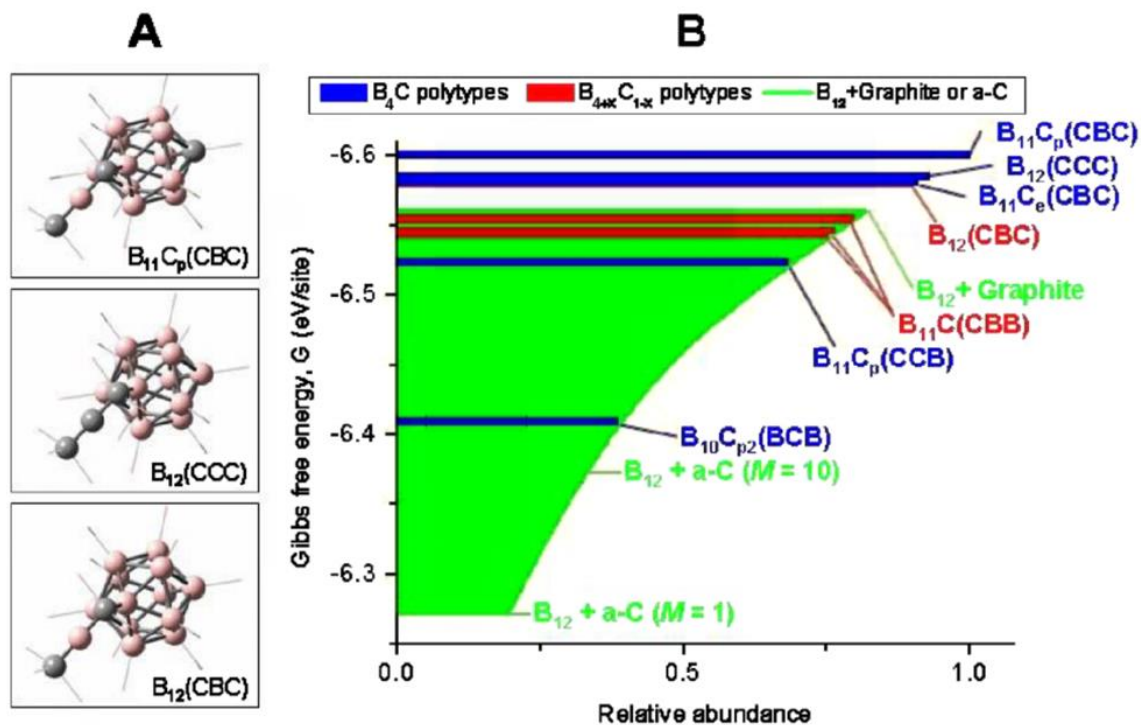 A
B
B₁₁Cₚ(CBC)
B₁₂(CCC)
B₁₂(CBC)
B₄C polytypes
B₄₊ₓC₁₋ₓ polytypes
B₁₂+Graphite or a-C
Gibbs free energy, G (eV/site)
-6.6
-6.5
-6.4
-6.3
B₁₁Cₚ(CBC)
B₁₂(CCC)
B₁₁Cₑ(CBC)
B₁₂(CBC)
B₁₂+ Graphite
B₁₁C(CBB)
B₁₁Cₚ(CCB)
B₁₀Cₚ₂(BCB)
B₁₂ + a-C (M = 10)
B₁₂ + a-C (M = 1)
0.0
0.5
1.0
Relative abundance